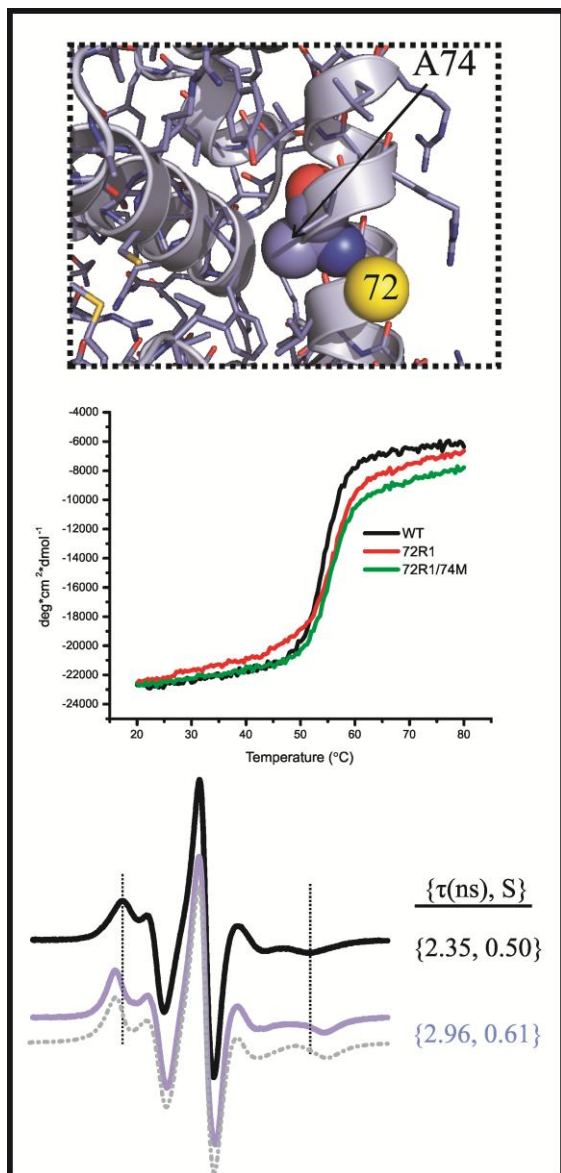 A74
72
-4000
-6000
-8000
-10000
-12000
-14000
-16000
-18000
-20000
-22000
-24000
deg*cm²*dmol⁻¹
WT
72R1
72R1/74M
20 30 40 50 60 70 80
Temperature (°C)
{τ(ns), S}
{2.35, 0.50}
{2.96, 0.61}